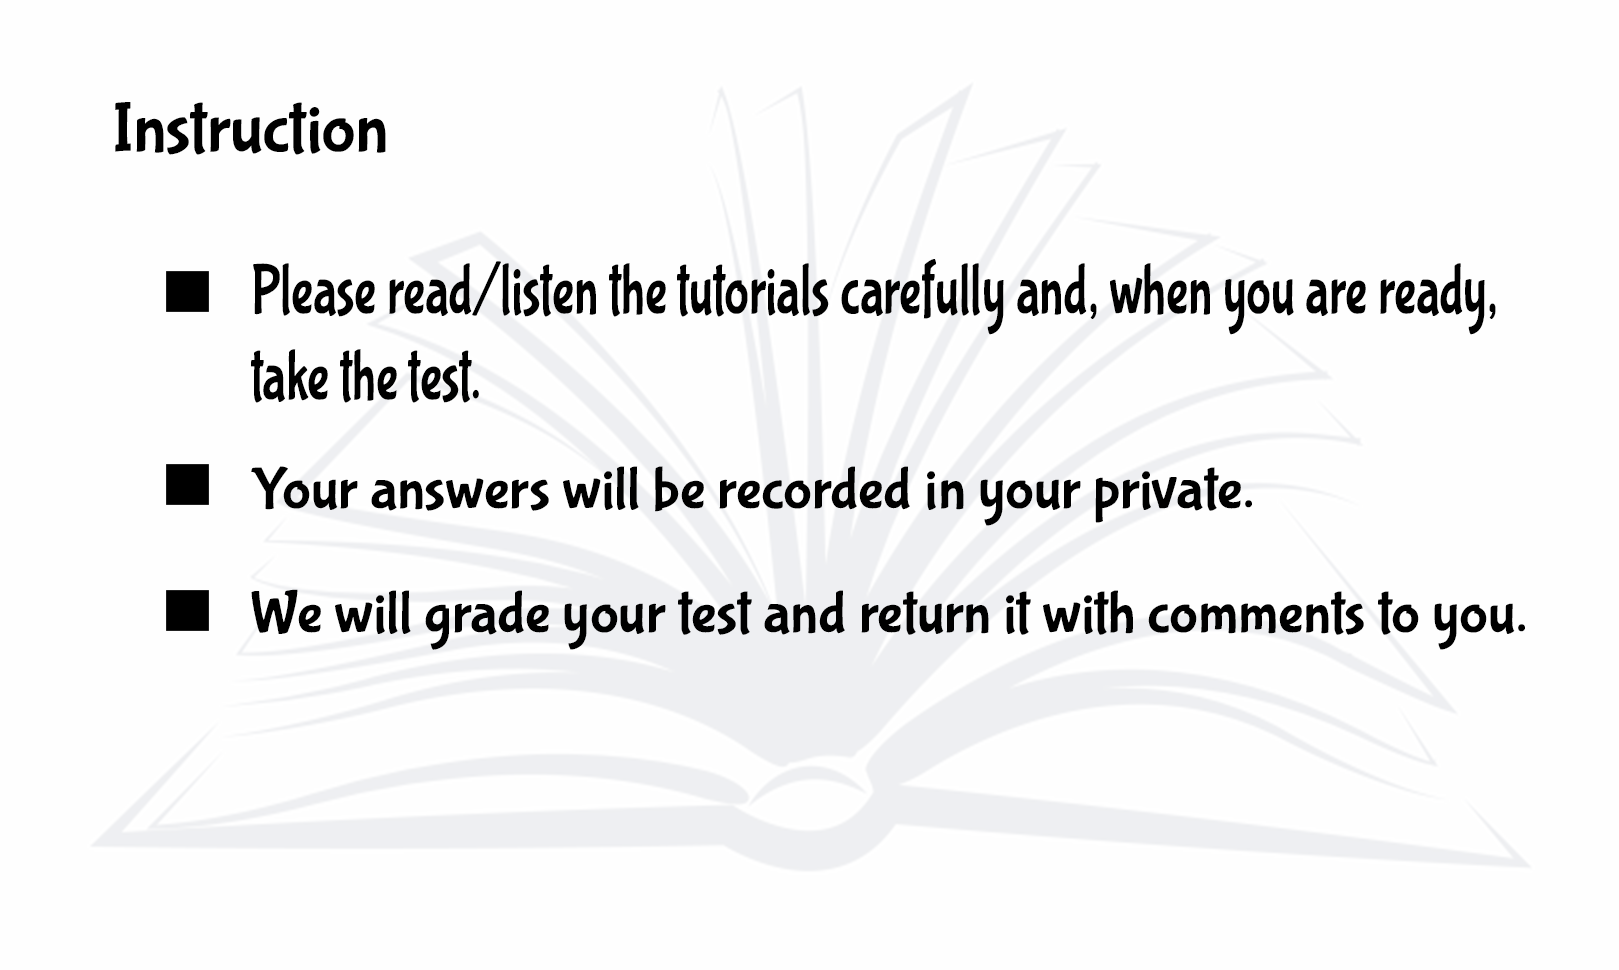 Instruction
Please read/listen the tutorials carefully and, when you are ready,
take the test.
Your answers will be recorded in your private.
We will grade your test and return it with comments to you.